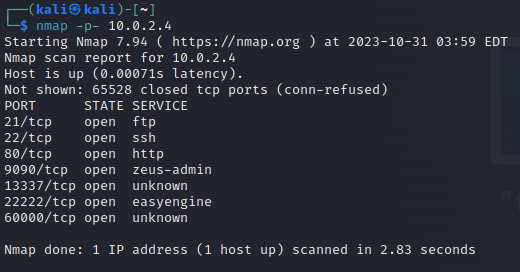 ┌──(kali㉿kali)-[~]
└─$ nmap -p- 10.0.2.4
Starting Nmap 7.94 ( https://nmap.org ) at 2023-10-31 03:59 EDT
Nmap scan report for 10.0.2.4
Host is up (0.00071s latency).
Not shown: 65528 closed tcp ports (conn-refused)
PORT      STATE SERVICE
21/tcp    open  ftp
22/tcp    open  ssh
80/tcp    open  http
9090/tcp  open  zeus-admin
13337/tcp open  unknown
22222/tcp open  easyengine
60000/tcp open  unknown
Nmap done: 1 IP address (1 host up) scanned in 2.83 seconds